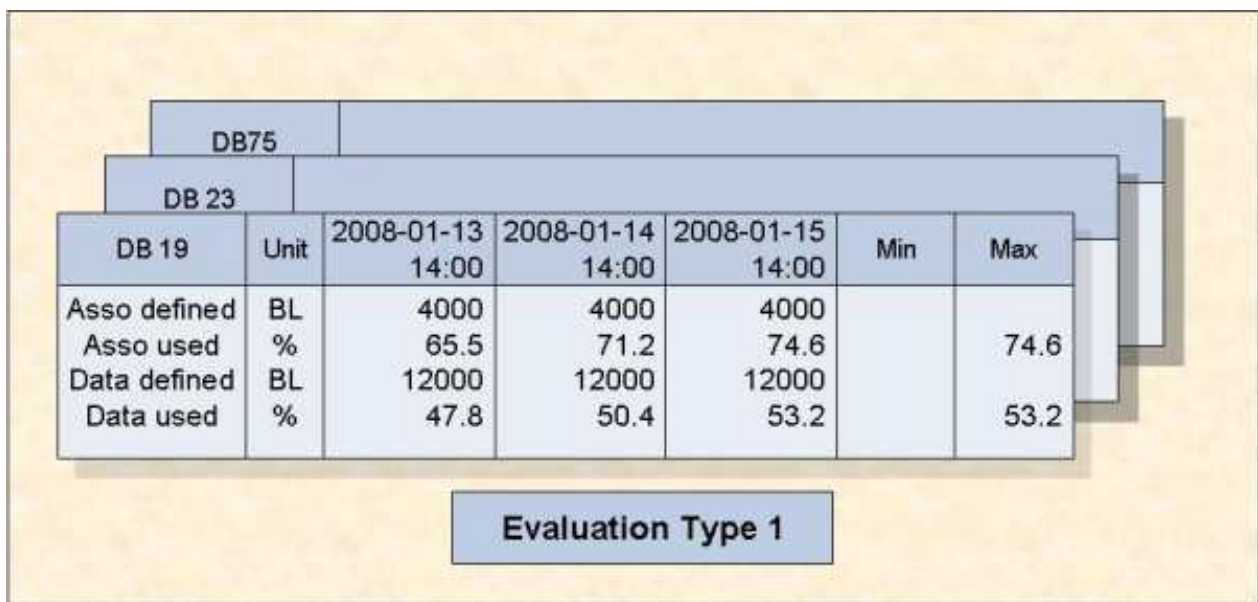 DB75
DB 23
DB 19 Unit 2008-01-13 14:00 2008-01-14 14:00 2008-01-15 14:00 Min Max
Asso defined BL 4000 4000 4000
Asso used % 65.5 71.2 74.6 74.6
Data defined BL 12000 12000 12000
Data used % 47.8 50.4 53.2 53.2
Evaluation Type 1